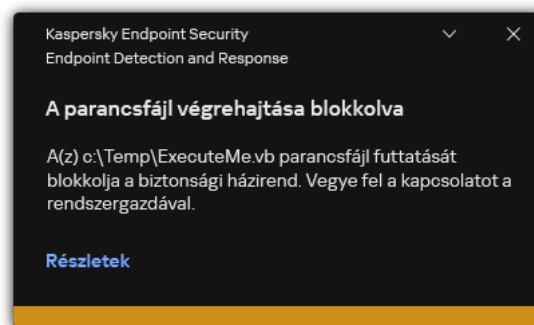 Kaspersky Endpoint Security
Endpoint Detection and Response
A parancsfájl végrehajtása blokkolva
A(z) c:\Temp\ExecuteMe.vb parancsfájl futtatását
blokkolja a biztonsági házirend. Vegye fel a kapcsolatot a
rendszergazdával.
Részletek